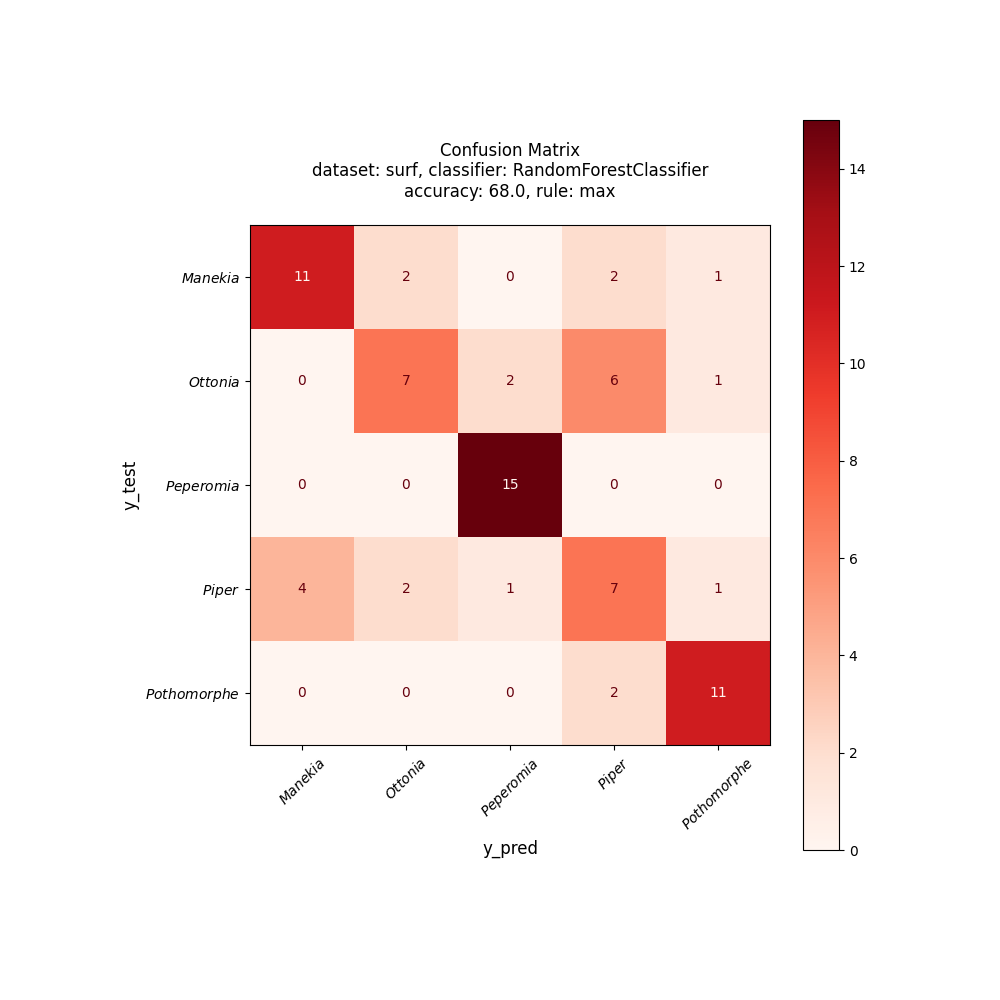 Confusion Matrix
dataset: surf, classifier: RandomForestClassifier
accuracy: 68.0, rule: max
y_test
Manekia 11 2 0 2 1
Ottonia 0 7 2 6 1
Peperomia 0 0 15 0 0
Piper 4 2 1 7 1
Pothomorphe 0 0 0 2 11
Manekia Ottonia Peperomia Piper Pothomorphe
y_pred
14
12
10
8
6
4
2
0